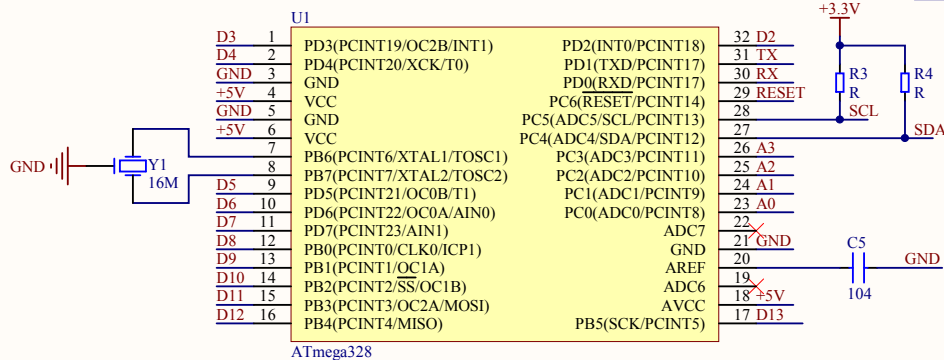 U1
+3.3V
D3 1 PD3(PCINT19/OC2B/INT1) PD2(INT0/PCINT18) 32 D2
D4 2 PD4(PCINT20/XCK/T0) PD1(TXD/PCINT17) 31 TX
GND 3 GND PD0(RXD/PCINT17) 30 RX
+5V 4 VCC PC6(RESET/PCINT14) 29 RESET
GND 5 GND PC5(ADC5/SCL/PCINT13) 28 SCL
+5V 6 VCC PC4(ADC4/SDA/PCINT12) 27 SDA
7 PB6(PCINT6/XTAL1/TOSC1) PC3(ADC3/PCINT11) 26 A3
8 PB7(PCINT7/XTAL2/TOSC2) PC2(ADC2/PCINT10) 25 A2
D5 9 PD5(PCINT21/OC0B/T1) PC1(ADC1/PCINT9) 24 A1
D6 10 PD6(PCINT22/OC0A/AIN0) PC0(ADC0/PCINT8) 23 A0
D7 11 PD7(PCINT23/AIN1) ADC7 22
D8 12 PB0(PCINT0/CLK0/ICP1) GND 21 GND
D9 13 PB1(PCINT1/OC1A) AREF 20
D10 14 PB2(PCINT2/SS/OC1B) ADC6 19
D11 15 PB3(PCINT3/OC2A/MOSI) AVCC 18 +5V
D12 16 PB4(PCINT4/MISO) PB5(SCK/PCINT5) 17 D13
ATmega328
GND
Y1
16M
R3
R
R4
R
C5
104
GND